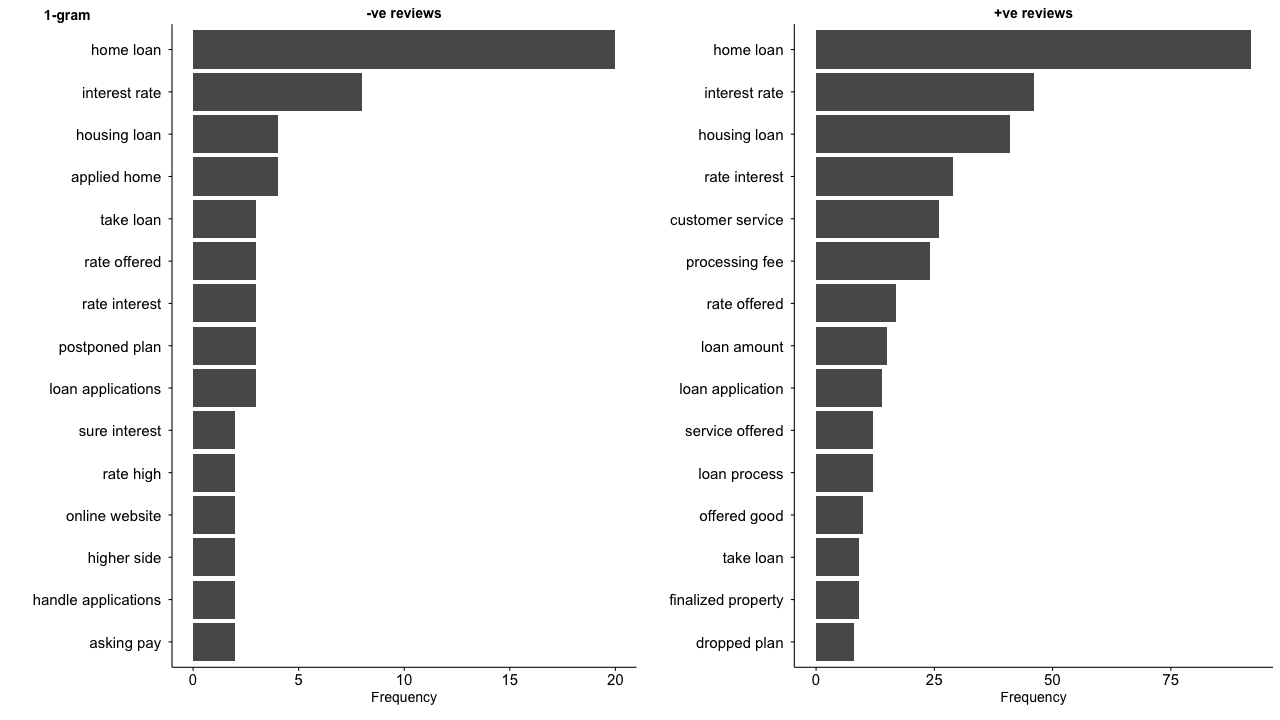 1-gram
-ve reviews
home loan
interest rate
housing loan
applied home
take loan
rate offered
rate interest
postponed plan
loan applications
sure interest
rate high
online website
higher side
handle applications
asking pay
0 5 10 15 20
Frequency
+ve reviews
home loan
interest rate
housing loan
rate interest
customer service
processing fee
rate offered
loan amount
loan application
service offered
loan process
offered good
take loan
finalized property
dropped plan
0 25 50 75
Frequency